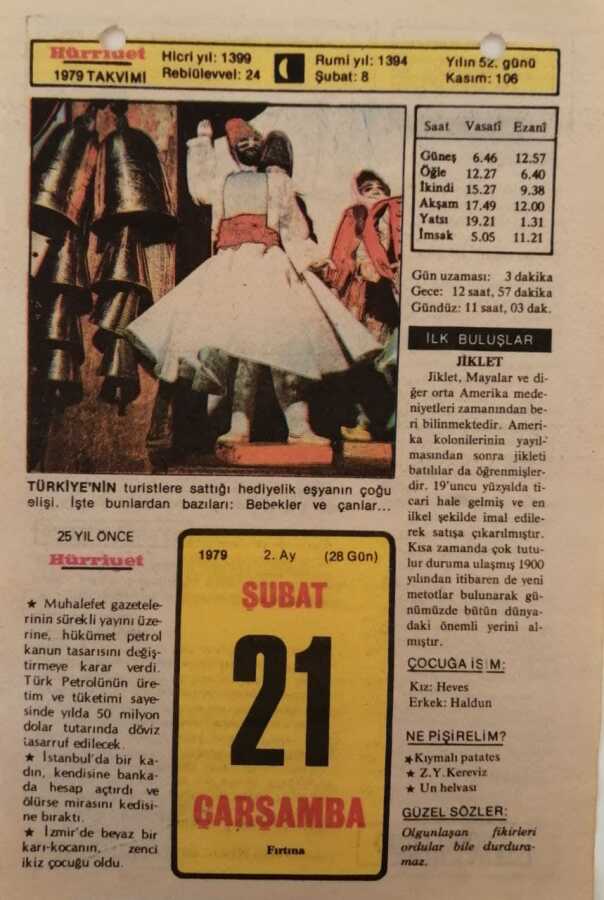 Hürriyet
1979 TAKVİMİ
Hicri yıl: 1399
Rebiülevvel: 24
Rumi yıl: 1394
Şubat: 8
Yılın 52. günü
Kasım: 106
Saat Vasatî Ezanî
Güneş 6.46 12.57
Öğle 12.27 6.40
İkindi 15.27 9.38
Akşam 17.49 12.00
Yatsı 19.21 1.31
İmsak 5.05 11.21
Gün uzaması: 3 dakika
Gece: 12 saat, 57 dakika
Gündüz: 11 saat, 03 dak.
İLK BULUŞLAR
JİKLET
Jiklet, Mayalar ve di-
ğer orta Amerika mede-
niyetleri zamanından be-
ri bilinmektedir. Ameri-
ka kolonilerinin yayıl-
masından sonra jikleti
batılılar da öğrenmişler-
dir. 19'uncu yüzyılda ti-
cari hale gelmiş ve en
ilkel şekilde imal edile-
rek satışa çıkarılmıştır.
Kısa zamanda çok tutu-
lur duruma ulaşmış 1900
yılından itibaren de yeni
metotlar bulunarak gü-
nümüzde bütün dünya-
daki önemli yerini al-
mıştır.
ÇOCUĞA İSİM:
Kız: Heves
Erkek: Haldun
NE PİŞİRELİM?
★ Kıymalı patates
★ Z.Y.Kereviz
★ Un helvası
GÜZEL SÖZLER:
Olgunlaşan fikirleri
ordular bile durdura-
maz.
TÜRKİYE'NİN turistlere sattığı hediyelik eşyanın çoğu
elişi. İşte bunlardan bazıları: Bebekler ve çanlar...
25 YIL ÖNCE
Hürriyet
★ Muhalefet gazetele-
rinin sürekli yayını üze-
rine, hükümet petrol
kanun tasarısını değiş-
tirmeye karar verdi.
Türk Petrolünün üre-
tim ve tüketimi saye-
sinde yılda 50 milyon
dolar tutarında döviz
tasarruf edilecek.
★ İstanbul'da bir ka-
dın, kendisine banka-
da hesap açtırdı ve
ölürse mirasını kedisi-
ne bıraktı.
★ İzmir'de beyaz bir
karı-kocanın, zenci
ikiz çocuğu oldu.
1979 2. Ay (28 Gün)
ŞUBAT
21
ÇARŞAMBA
Fırtına